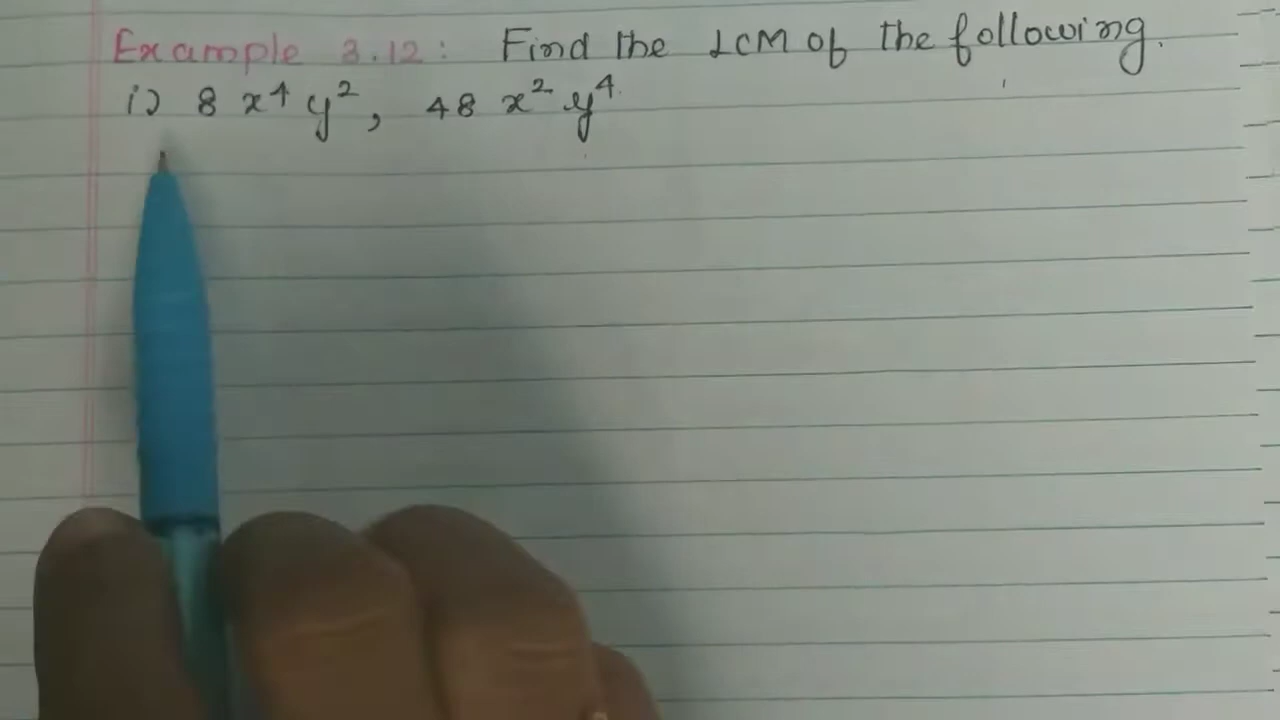 Example 3.12: Find the LCM of the following.
i) 8 x⁴ y², 48 x² y⁴